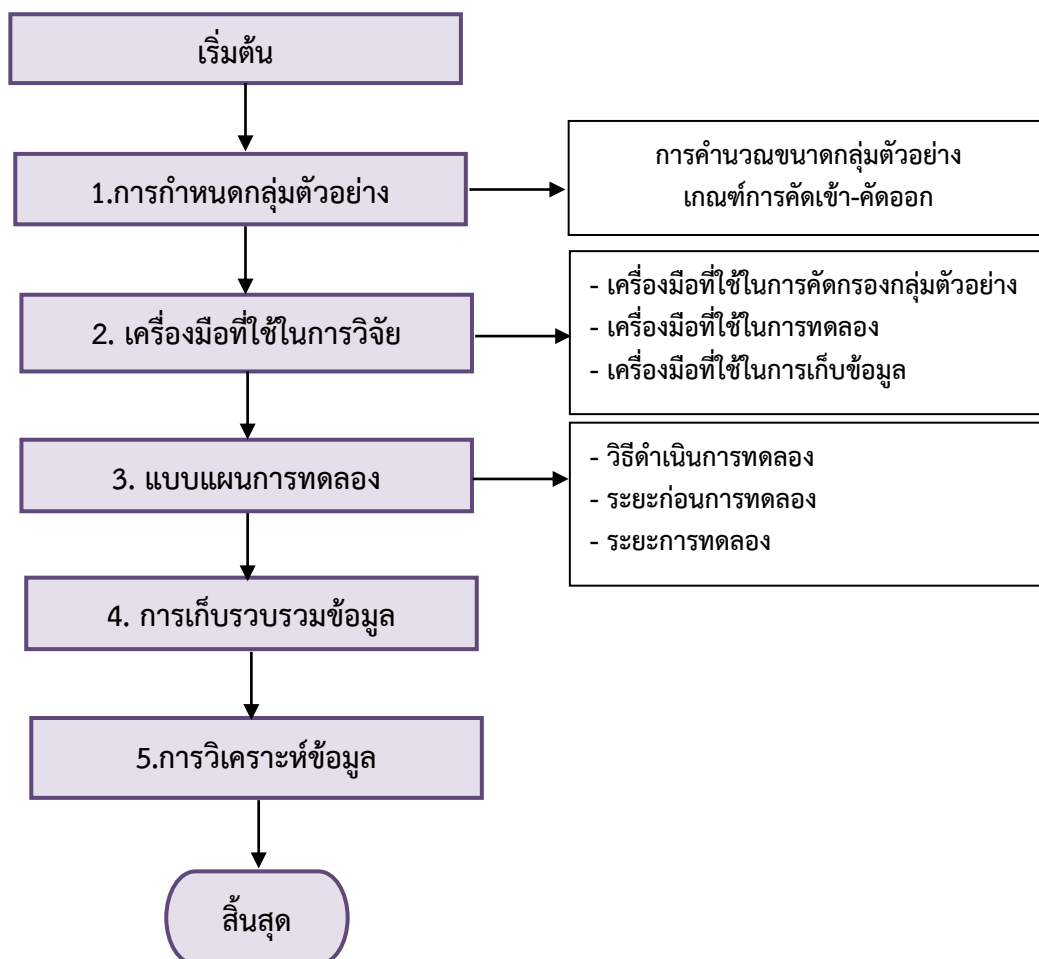 เริ่มต้น
1.การกำหนดกลุ่มตัวอย่าง
การคำนวณขนาดกลุ่มตัวอย่าง
เกณฑ์การคัดเข้า-คัดออก
2. เครื่องมือที่ใช้ในการวิจัย
- เครื่องมือที่ใช้ในการคัดกรองกลุ่มตัวอย่าง
- เครื่องมือที่ใช้ในการทดลอง
- เครื่องมือที่ใช้ในการเก็บข้อมูล
3. แบบแผนการทดลอง
- วิธีดำเนินการทดลอง
- ระยะก่อนการทดลอง
- ระยะการทดลอง
4. การเก็บรวบรวมข้อมูล
5.การวิเคราะห์ข้อมูล
สิ้นสุด